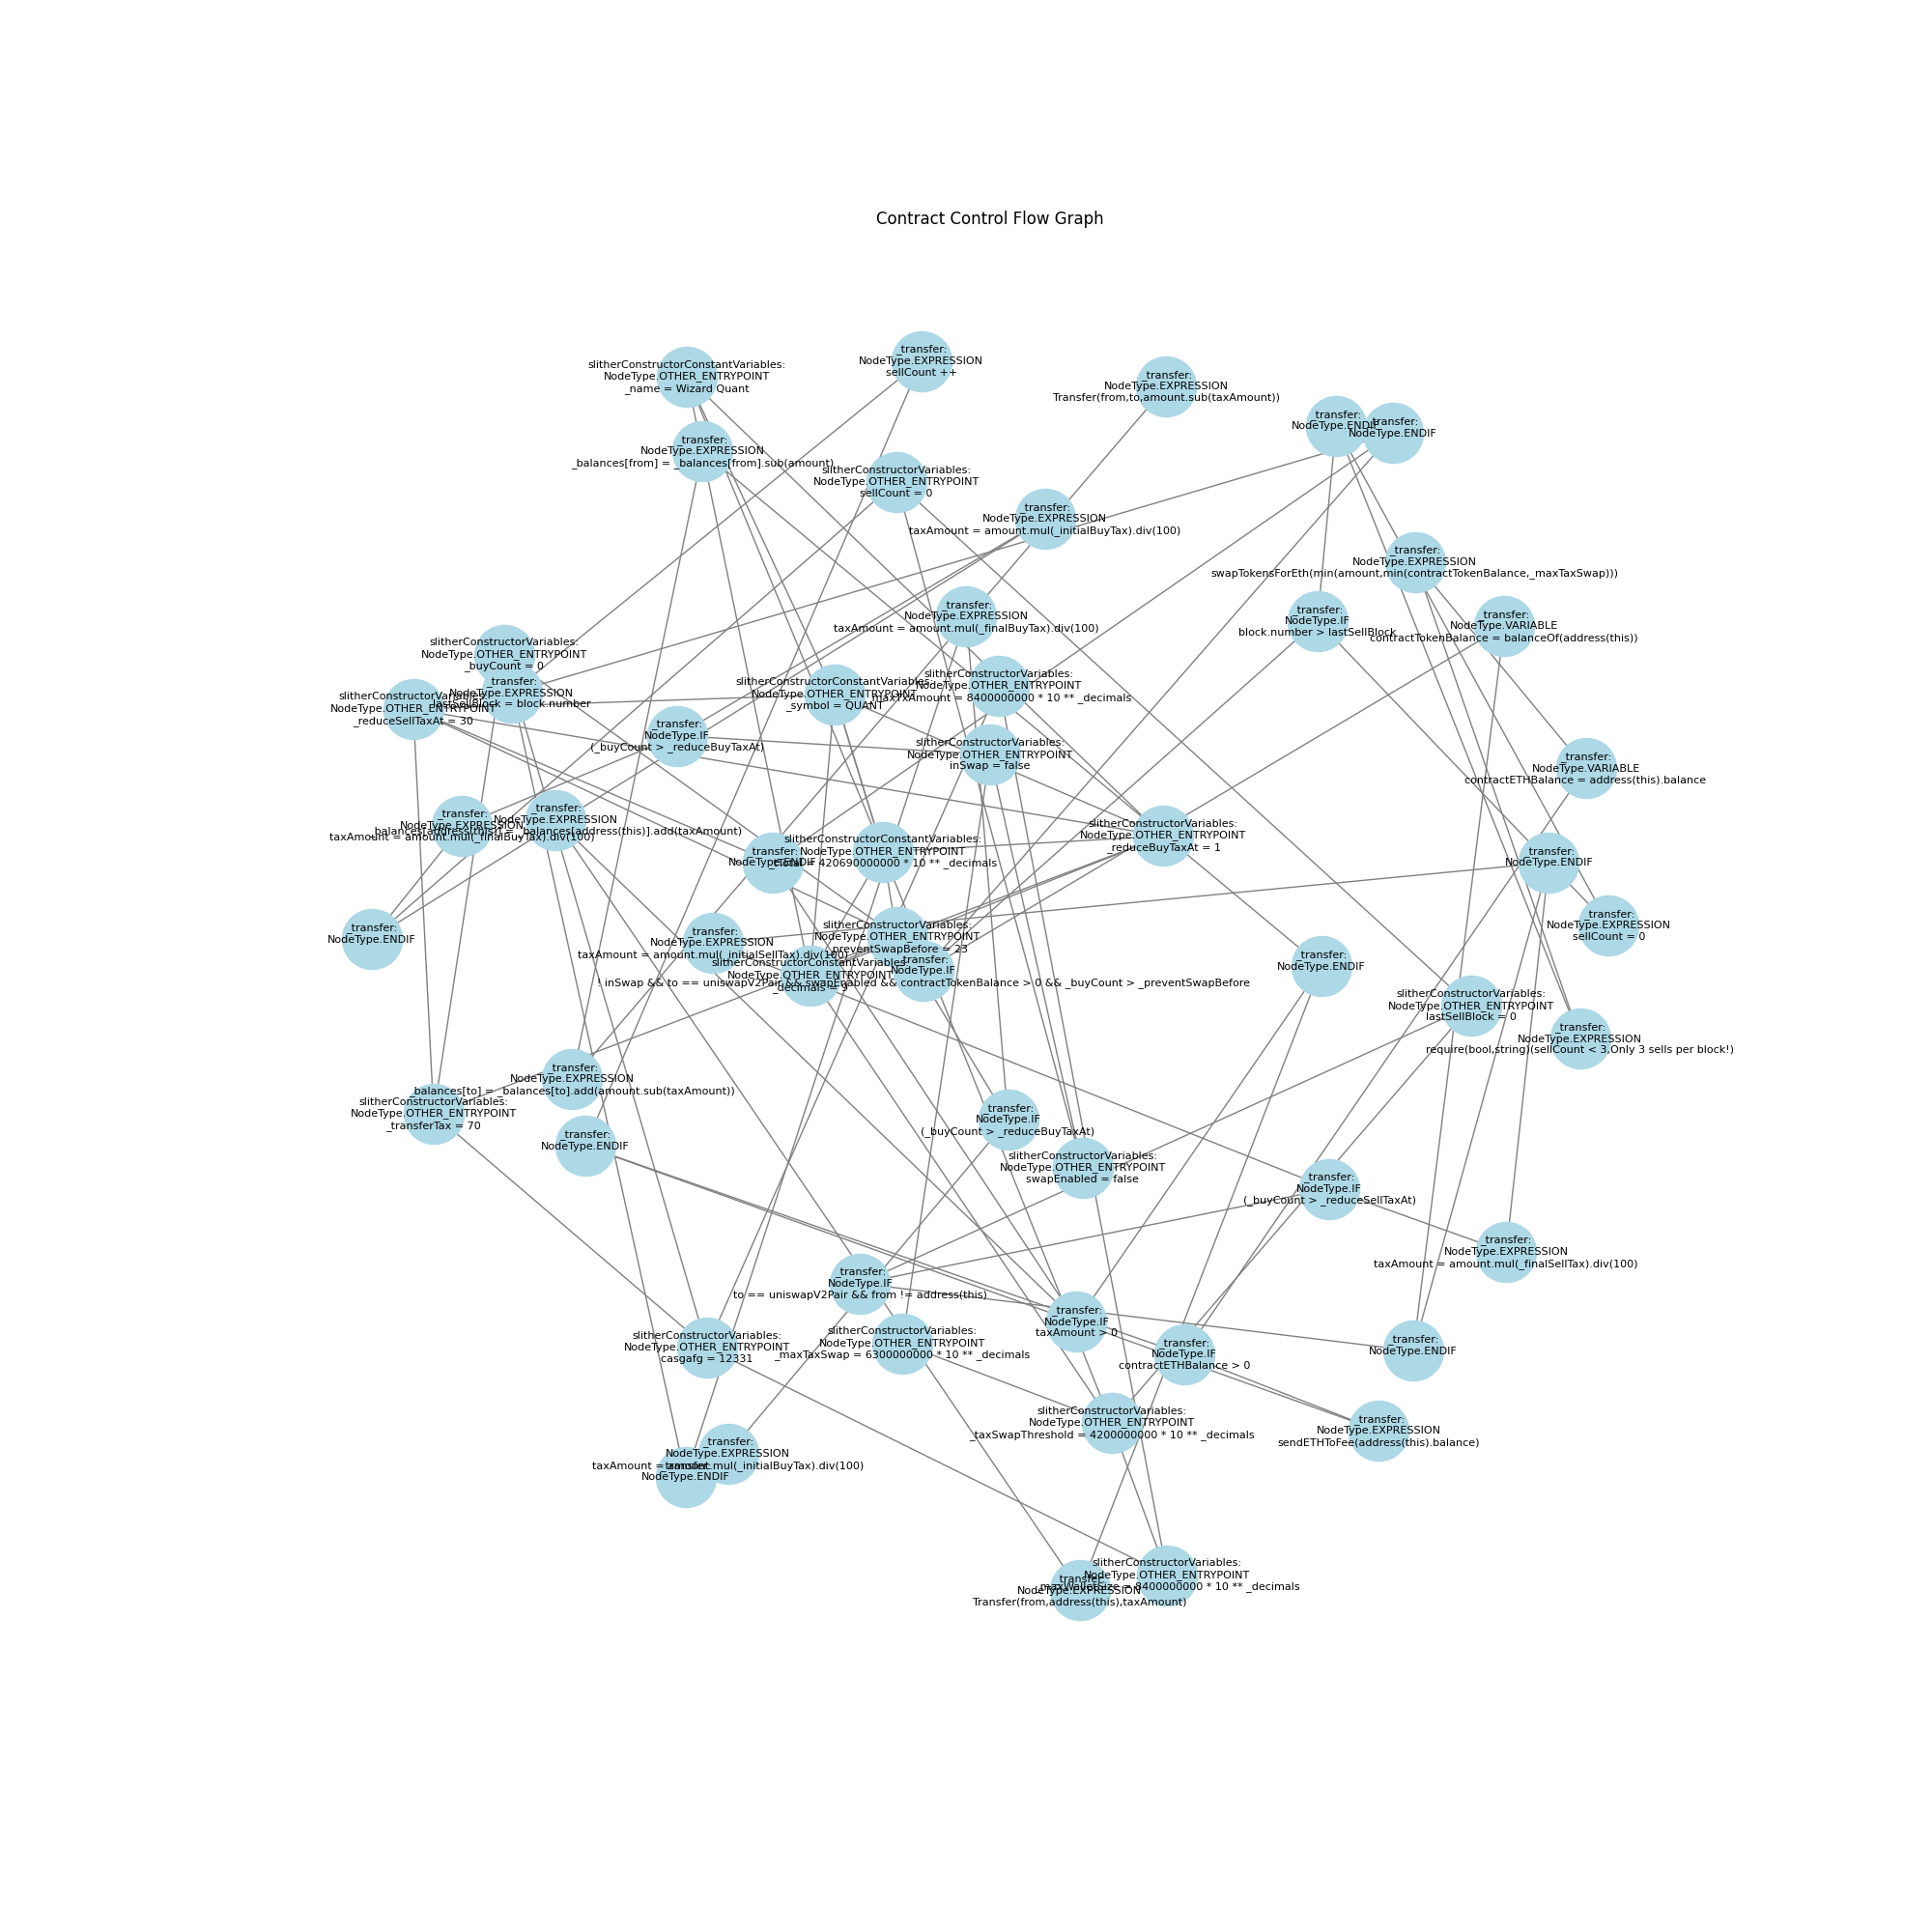 Contract Control Flow Graph
slitherConstructorConstantVariables:
NodeType.OTHER_ENTRYPOINT
_name = Wizard Quant
_transfer:
NodeType.EXPRESSION
sellCount ++
_transfer:
NodeType.EXPRESSION
Transfer(from,to,amount.sub(taxAmount))
_transfer:
NodeType.ENDIF
_transfer:
NodeType.ENDIF
_transfer:
NodeType.EXPRESSION
_balances[from] = _balances[from].sub(amount)
slitherConstructorVariables:
NodeType.OTHER_ENTRYPOINT
sellCount = 0
_transfer:
NodeType.EXPRESSION
taxAmount = amount.mul(_initialBuyTax).div(100)
_transfer:
NodeType.EXPRESSION
swapTokensForEth(min(amount,min(contractTokenBalance,_maxTaxSwap)))
_transfer:
NodeType.EXPRESSION
taxAmount = amount.mul(_finalBuyTax).div(100)
_transfer:
NodeType.IF
block.number > lastSellBlock
_transfer:
NodeType.VARIABLE
contractTokenBalance = balanceOf(address(this))
slitherConstructorVariables:
NodeType.OTHER_ENTRYPOINT
_buyCount = 0
_transfer:
NodeType.EXPRESSION
lastSellBlock = block.number
slitherConstructorVariables:
NodeType.OTHER_ENTRYPOINT
_reduceSellTaxAt = 30
slitherConstructorConstantVariables:
NodeType.OTHER_ENTRYPOINT
_symbol = QUANT
slitherConstructorVariables:
NodeType.OTHER_ENTRYPOINT
_maxTxAmount = 8400000000 * 10 ** _decimals
_transfer:
NodeType.IF
(_buyCount > _reduceBuyTaxAt)
slitherConstructorVariables:
NodeType.OTHER_ENTRYPOINT
inSwap = false
_transfer:
NodeType.VARIABLE
contractETHBalance = address(this).balance
_transfer:
NodeType.EXPRESSION
taxAmount = amount.mul(_finalBuyTax).div(100)
_transfer:
NodeType.EXPRESSION
_balances[address(this)] = _balances[address(this)].add(taxAmount)
slitherConstructorVariables:
NodeType.OTHER_ENTRYPOINT
_reduceBuyTaxAt = 1
_transfer:
NodeType.ENDIF
slitherConstructorConstantVariables:
NodeType.OTHER_ENTRYPOINT
_tTotal = 420690000000 * 10 ** _decimals
_transfer:
NodeType.ENDIF
_transfer:
NodeType.EXPRESSION
sellCount = 0
_transfer:
NodeType.ENDIF
_transfer:
NodeType.EXPRESSION
taxAmount = amount.mul(_initialSellTax).div(100)
slitherConstructorVariables:
NodeType.OTHER_ENTRYPOINT
_preventSwapBefore = 23
_transfer:
NodeType.IF
! inSwap && to == uniswapV2Pair && swapEnabled && contractTokenBalance > 0 && _buyCount > _preventSwapBefore
slitherConstructorConstantVariables:
NodeType.OTHER_ENTRYPOINT
_decimals = 9
_transfer:
NodeType.ENDIF
slitherConstructorVariables:
NodeType.OTHER_ENTRYPOINT
lastSellBlock = 0
_transfer:
NodeType.EXPRESSION
require(bool,string)(sellCount < 3,Only 3 sells per block!)
_transfer:
NodeType.EXPRESSION
_balances[to] = _balances[to].add(amount.sub(taxAmount))
slitherConstructorVariables:
NodeType.OTHER_ENTRYPOINT
_transferTax = 70
_transfer:
NodeType.ENDIF
_transfer:
NodeType.IF
(_buyCount > _reduceBuyTaxAt)
slitherConstructorVariables:
NodeType.OTHER_ENTRYPOINT
swapEnabled = false
_transfer:
NodeType.IF
(_buyCount > _reduceSellTaxAt)
_transfer:
NodeType.EXPRESSION
taxAmount = amount.mul(_finalSellTax).div(100)
_transfer:
NodeType.IF
to == uniswapV2Pair && from != address(this)
_transfer:
NodeType.IF
taxAmount > 0
slitherConstructorVariables:
NodeType.OTHER_ENTRYPOINT
casgafg = 12331
slitherConstructorVariables:
NodeType.OTHER_ENTRYPOINT
_maxTaxSwap = 6300000000 * 10 ** _decimals
_transfer:
NodeType.IF
contractETHBalance > 0
_transfer:
NodeType.ENDIF
slitherConstructorVariables:
NodeType.OTHER_ENTRYPOINT
_taxSwapThreshold = 4200000000 * 10 ** _decimals
_transfer:
NodeType.EXPRESSION
sendETHToFee(address(this).balance)
_transfer:
NodeType.EXPRESSION
taxAmount = amount.mul(_initialBuyTax).div(100)
_transfer:
NodeType.ENDIF
slitherConstructorVariables:
NodeType.OTHER_ENTRYPOINT
_maxWalletSize = 8400000000 * 10 ** _decimals
_transfer:
NodeType.EXPRESSION
Transfer(from,address(this),taxAmount)